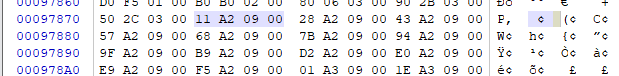 00097860 D0 F5 01 00 B0 B0 02 00 80 06 03 00 90 2B 03 00 Ðõ °° € +
00097870 50 2C 03 00 11 A2 09 00 28 A2 09 00 43 A2 09 00 P, ¢ (¢ C¢
00097880 57 A2 09 00 68 A2 09 00 7B A2 09 00 94 A2 09 00 W¢ h¢ {¢ ”¢
00097890 9F A2 09 00 B9 A2 09 00 D2 A2 09 00 E0 A2 09 00 Ÿ¢ ¹¢ Ò¢ à¢
000978A0 E9 A2 09 00 F5 A2 09 00 01 A3 09 00 1E A3 09 00 é¢ õ¢ £ £